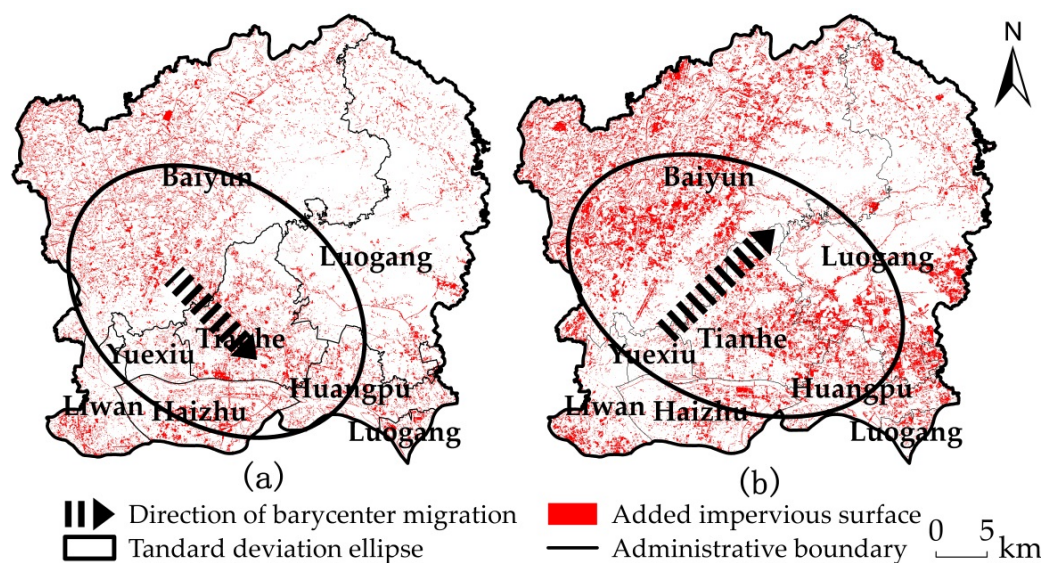 N
Baiyun
Luogang
Tianhe
Yuexiu
Huangpu
Liwan
Haizhu
Luogang
(a)
Baiyun
Luogang
Tianhe
Yuexiu
Huangpu
Liwan
Haizhu
Luogang
(b)
Direction of barycenter migration
Tandard deviation ellipse
Added impervious surface
Administrative boundary
0 5
km